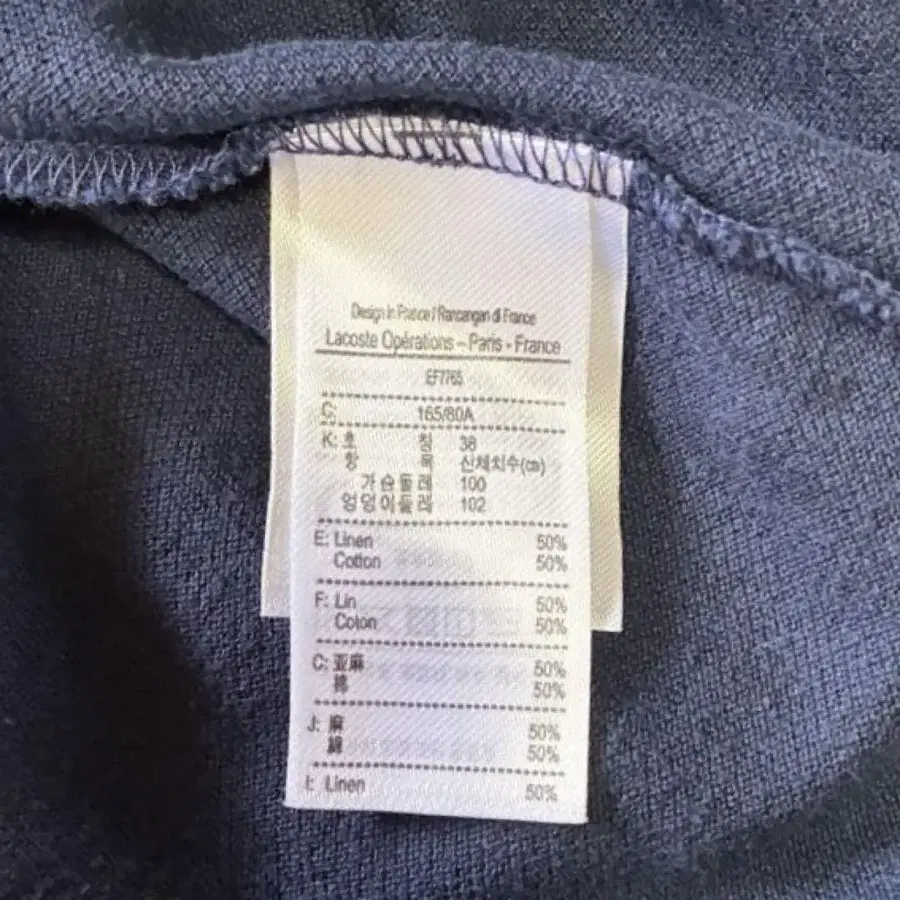 Design in France / Rancangan di France
Lacoste Opérations - Paris - France
EF7765
C: 165/80A
K: 호 칭 38
항 목 신체치수(㎝)
가슴둘레 100
엉덩이둘레 102
E: Linen 50%
Cotton 50%
F: Lin 50%
Coton 50%
C: 亚麻 50%
棉 50%
J: 麻 50%
綿 50%
I: Linen 50%